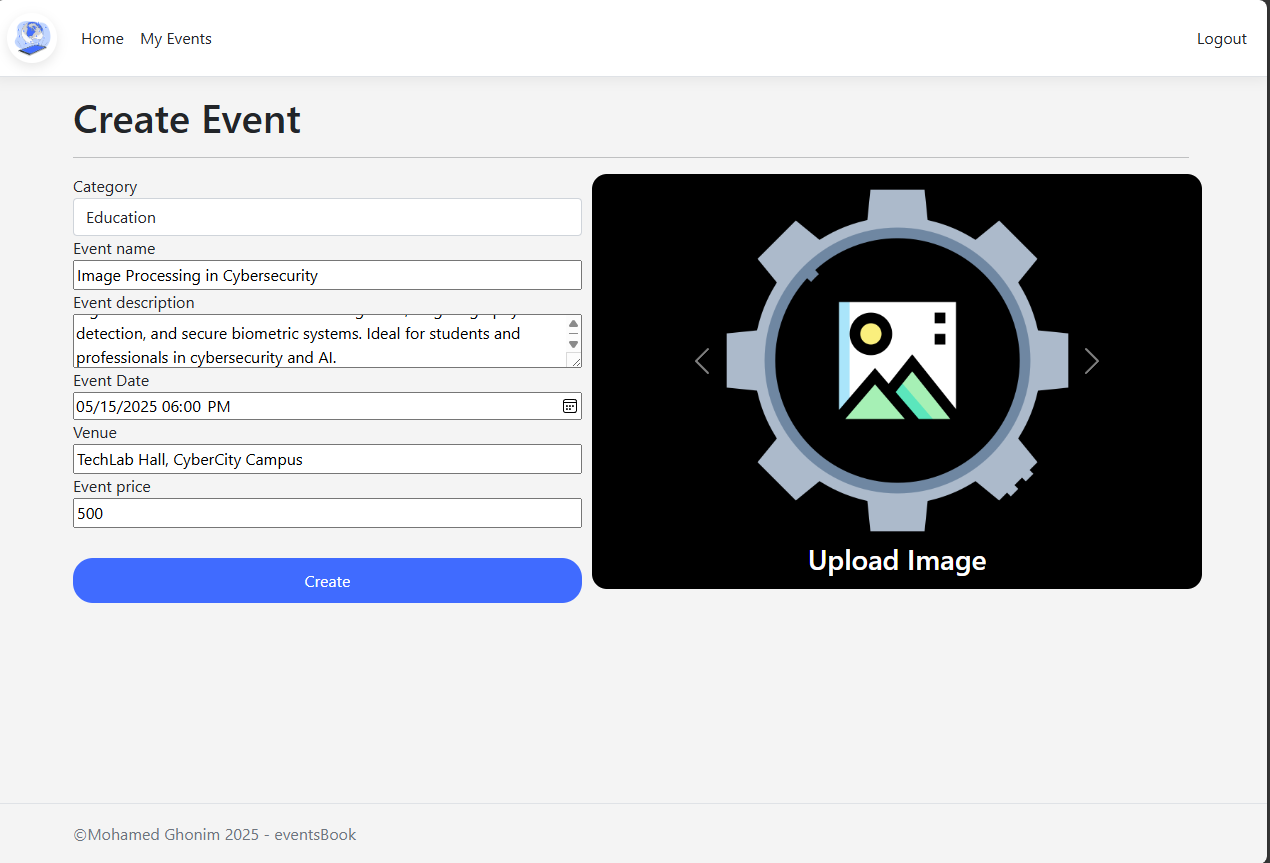 Home
My Events
Logout
Create Event
Category
Education
Event name
Image Processing in Cybersecurity
Event description
detection, and secure biometric systems. Ideal for students and
professionals in cybersecurity and AI.
Event Date
05/15/2025 06:00 PM
Venue
TechLab Hall, CyberCity Campus
Event price
500
Create
Upload Image
©Mohamed Ghonim 2025 - eventsBook